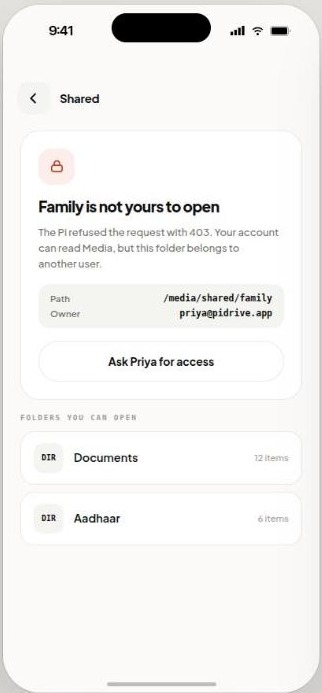 9:41
Shared
Family is not yours to open
The PI refused the request with 403. Your account
can read Media, but this folder belongs to
another user.
Path /media/shared/family
Owner priya@pidrive.app
Ask Priya for access
FOLDERS YOU CAN OPEN
DIR Documents 12 items
DIR Aadhaar 6 items